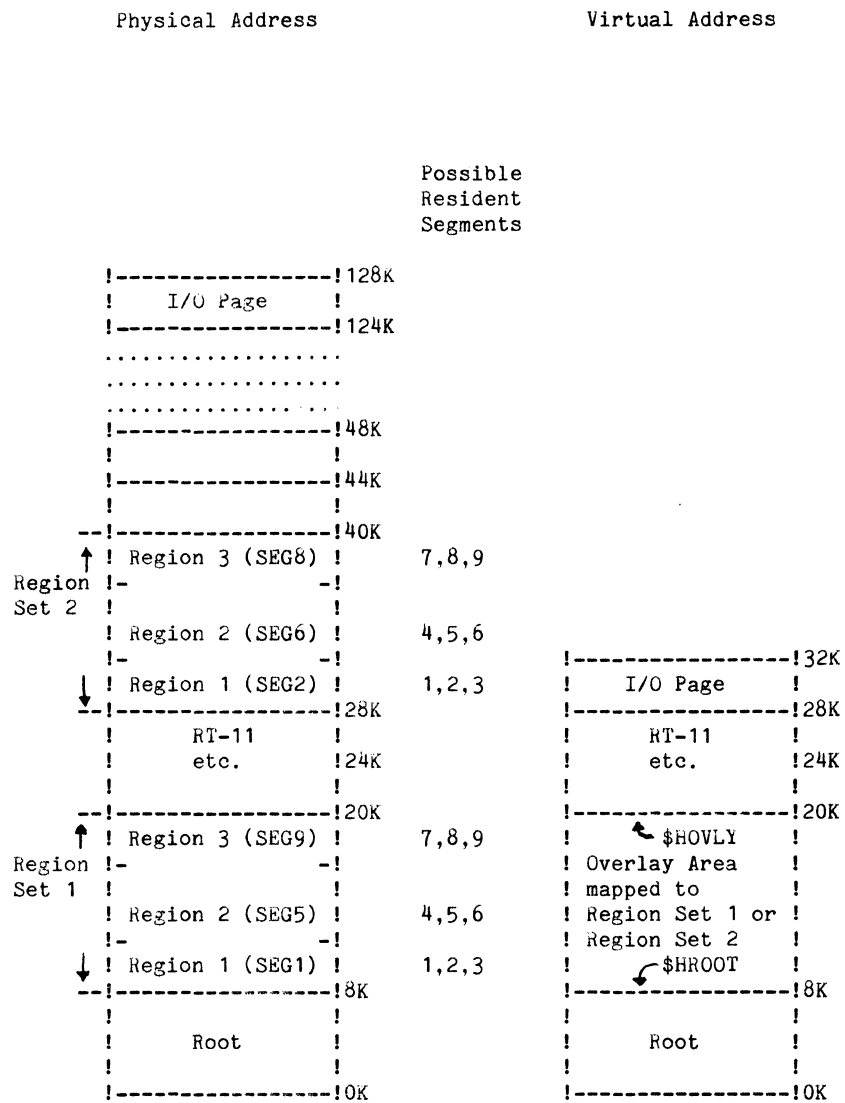 Physical Address                    Virtual Address
Possible
Resident
Segments
!----------------!128K
!    I/O Page    !
!----------------!124K
..................
..................
..................
!----------------!48K
!                !
!----------------!44K
!                !
--!----------------!40K
↑ ! Region 3 (SEG8) !     7,8,9
Region !-              -!
Set 2  !                !
! Region 2 (SEG6) !     4,5,6
!-              -!                  !-----------------!32K
↓ ! Region 1 (SEG2) !     1,2,3        !    I/O Page     !
--!----------------!28K               !-----------------!28K
!      RT-11     !                  !      RT-11      !
!      etc.      !24K               !      etc.       !24K
!                !                  !                 !
--!----------------!20K               !-----------------!20K
↑ ! Region 3 (SEG9) !     7,8,9        !      $HOVLY     !
Region !-              -!                  ! Overlay Area    !
Set 1  !                !                  ! mapped to       !
! Region 2 (SEG5) !     4,5,6        ! Region Set 1 or !
!-              -!                  ! Region Set 2    !
↓ ! Region 1 (SEG1) !     1,2,3        !      $HROOT     !
--!----------------!8K                !-----------------!8K
!                !                  !                 !
!      Root      !                  !      Root       !
!                !                  !                 !
!----------------!0K                !-----------------!0K